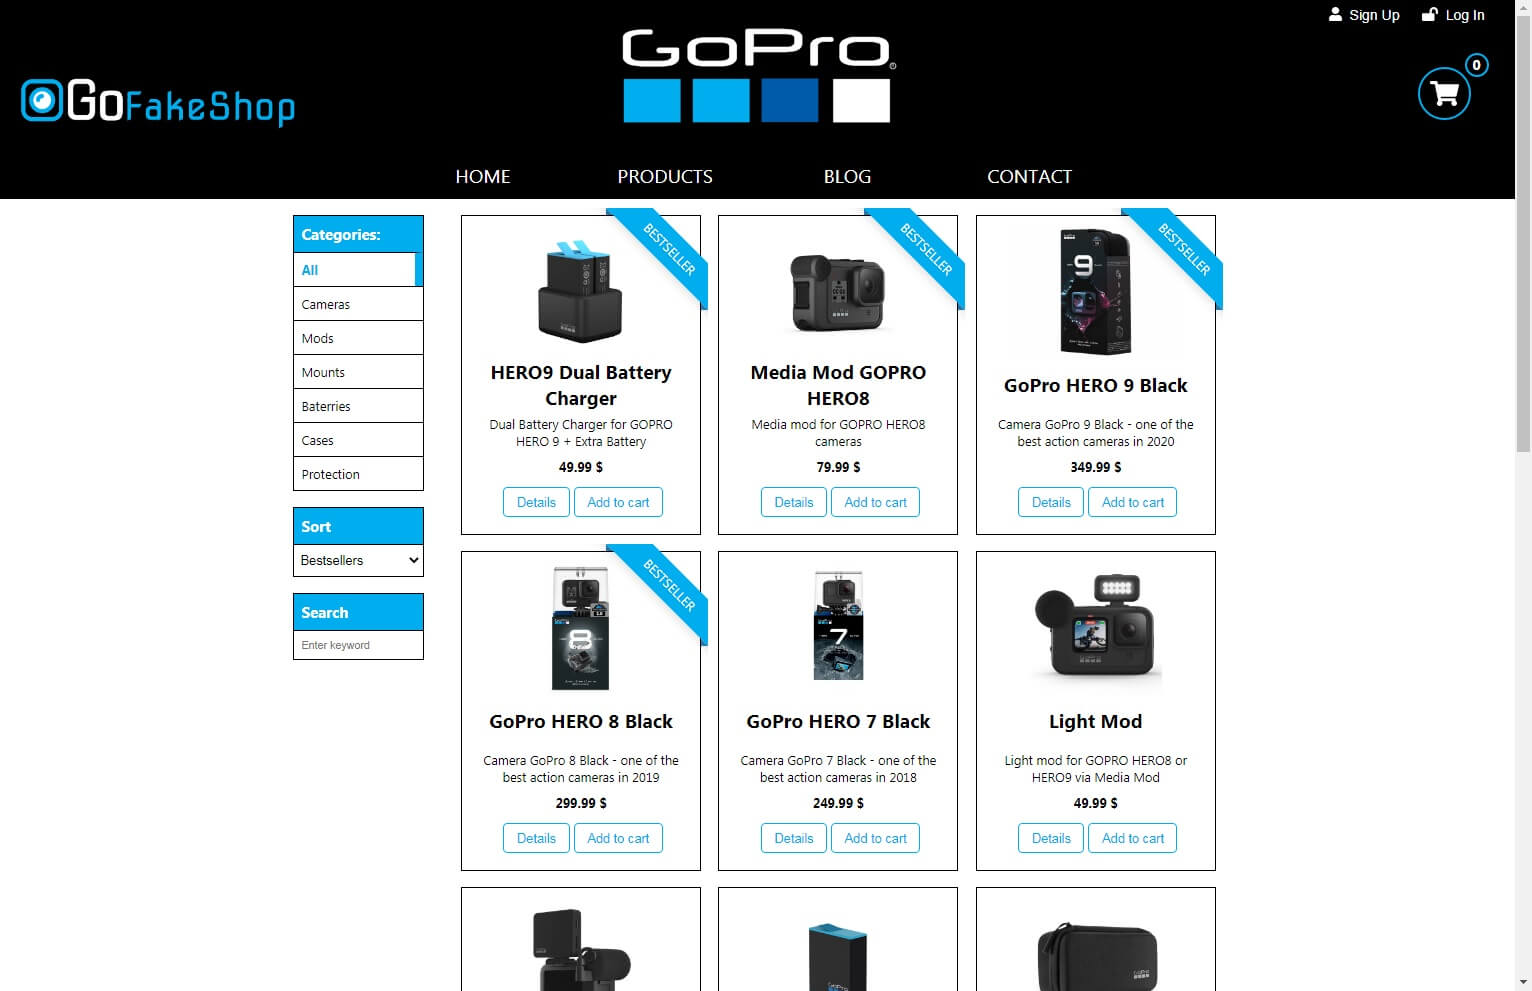 Sign Up
Log In
GoPro
0
GoFakeShop
HOME
PRODUCTS
BLOG
CONTACT
Categories:
All
Cameras
Mods
Mounts
Baterries
Cases
Protection
Sort
Bestsellers
Search
Enter keyword
BESTSELLER
HERO9 Dual Battery
Charger
Dual Battery Charger for GOPRO
HERO 9 + Extra Battery
49.99 $
Details
Add to cart
BESTSELLER
Media Mod GOPRO
HERO8
Media mod for GOPRO HERO8
cameras
79.99 $
Details
Add to cart
BESTSELLER
9
GoPro HERO 9 Black
Camera GoPro 9 Black - one of the
best action cameras in 2020
349.99 $
Details
Add to cart
BESTSELLER
8
GoPro HERO 8 Black
Camera GoPro 8 Black - one of the
best action cameras in 2019
299.99 $
Details
Add to cart
7
GoPro HERO 7 Black
Camera GoPro 7 Black - one of the
best action cameras in 2018
249.99 $
Details
Add to cart
Light Mod
Light mod for GOPRO HERO8 or
HERO9 via Media Mod
49.99 $
Details
Add to cart
GoPro